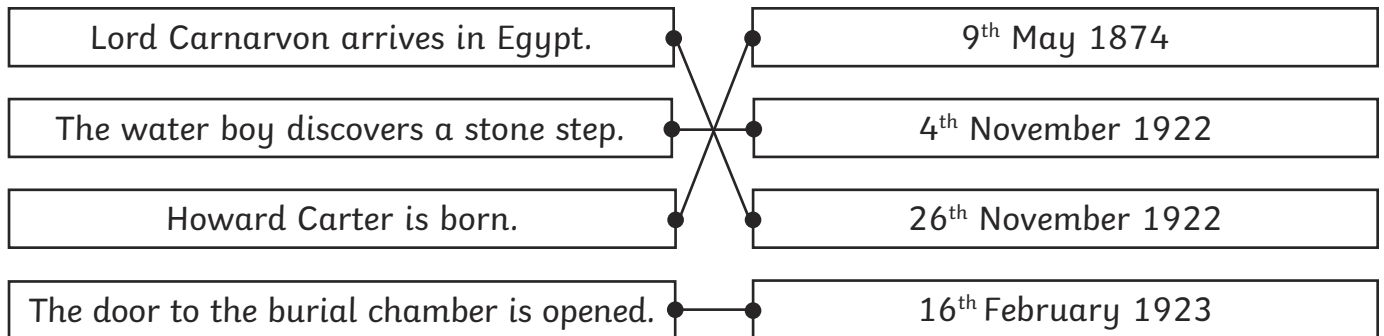 Lord Carnarvon arrives in Egypt. 9th May 1874
The water boy discovers a stone step. 4th November 1922
Howard Carter is born. 26th November 1922
The door to the burial chamber is opened. 16th February 1923